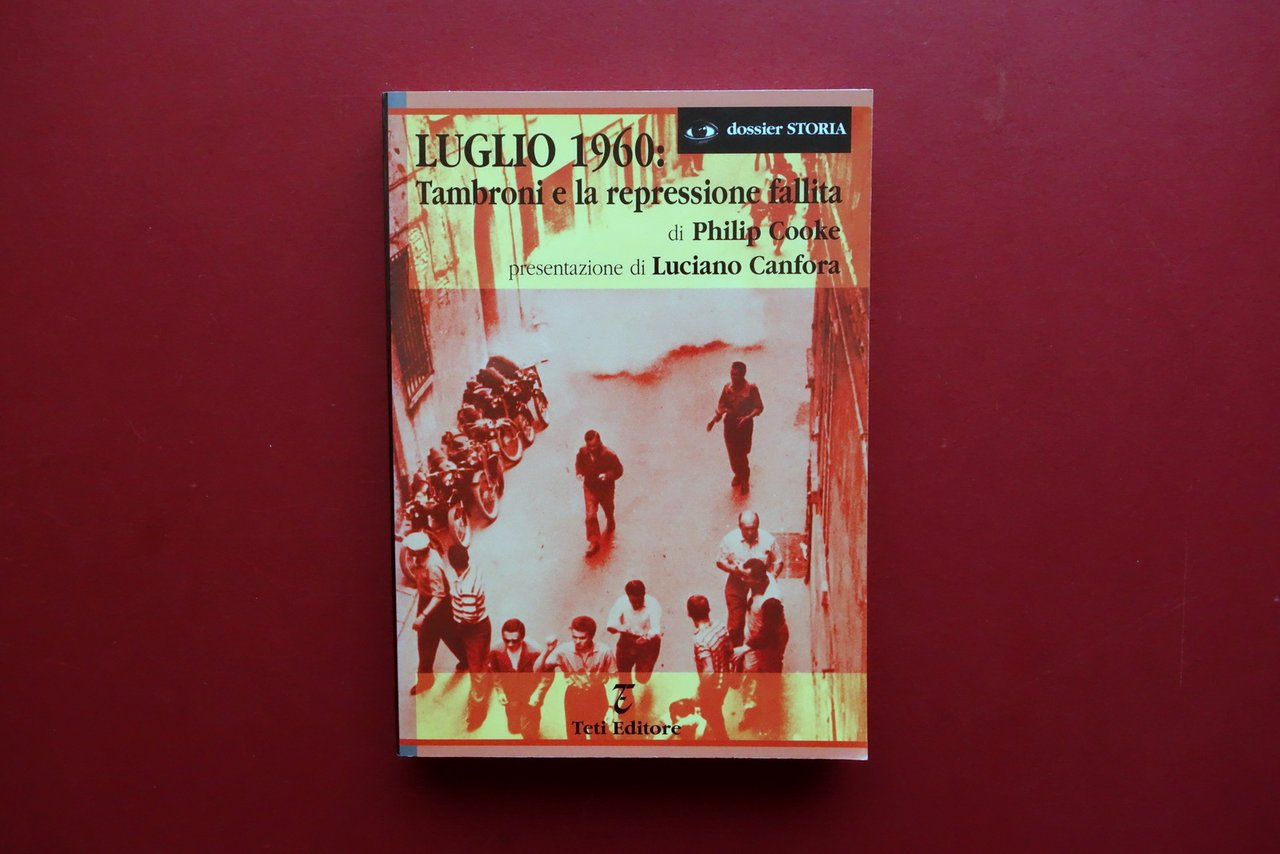 dossier STORIA
LUGLIO 1960:
Tambroni e la repressione fallita
di Philip Cooke
presentazione di Luciano Canfora
Teti Editore